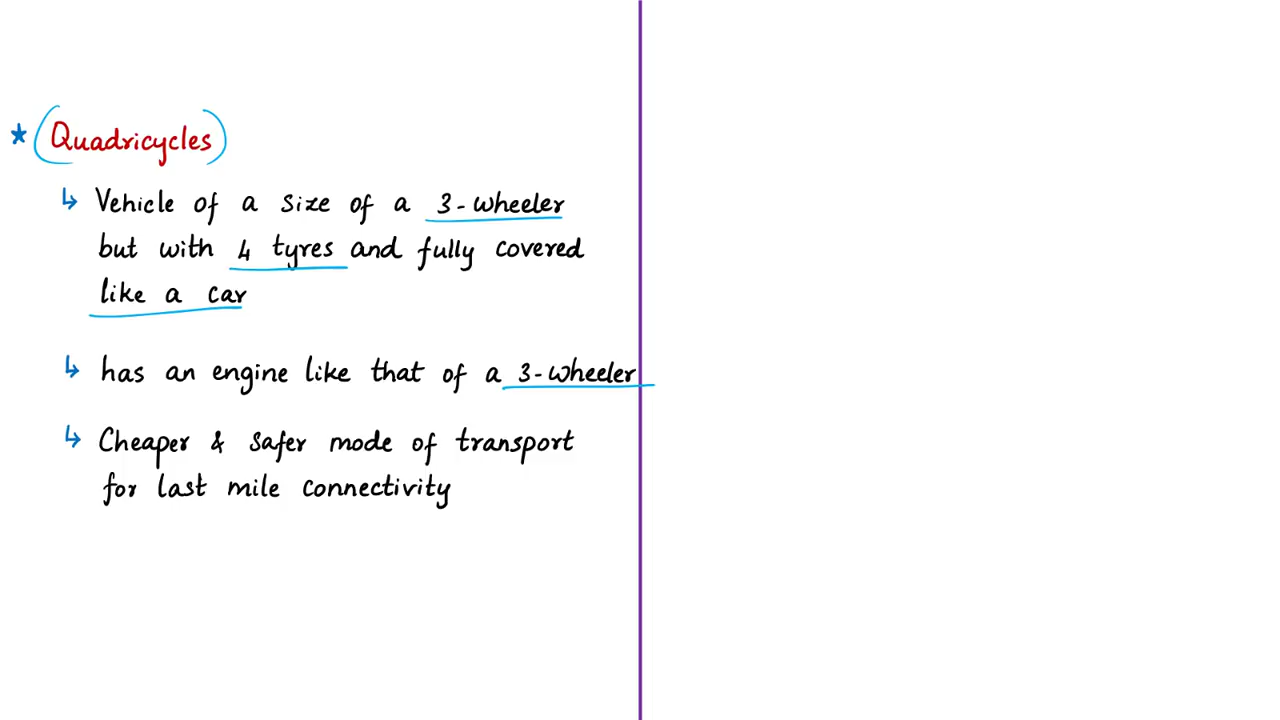 * (Quadricycles)
↳ Vehicle of a size of a 3-wheeler
but with 4 tyres and fully covered
like a car
↳ has an engine like that of a 3-wheeler
↳ Cheaper & safer mode of transport
for last mile connectivity